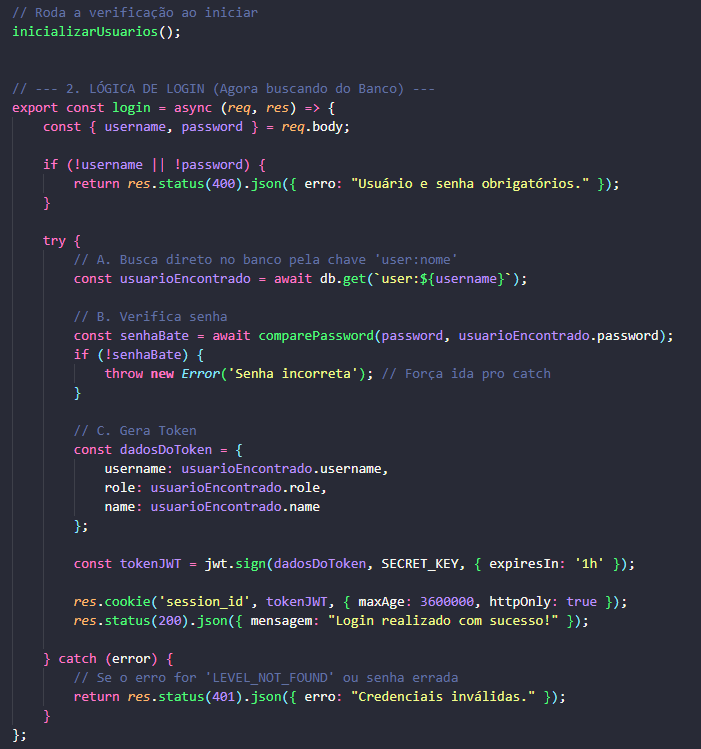 // Roda a verificação ao iniciar
inicializarUsuarios();
// --- 2. LÓGICA DE LOGIN (Agora buscando do Banco) ---
export const login = async (req, res) => {
    const { username, password } = req.body;
    if (!username || !password) {
        return res.status(400).json({ erro: "Usuário e senha obrigatórios." });
    }
    try {
        // A. Busca direto no banco pela chave 'user:nome'
        const usuarioEncontrado = await db.get(`user:${username}`);
        // B. Verifica senha
        const senhaBate = await comparePassword(password, usuarioEncontrado.password);
        if (!senhaBate) {
            throw new Error('Senha incorreta'); // Força ida pro catch
        }
        // C. Gera Token
        const dadosDoToken = {
            username: usuarioEncontrado.username,
            role: usuarioEncontrado.role,
            name: usuarioEncontrado.name
        };
        const tokenJWT = jwt.sign(dadosDoToken, SECRET_KEY, { expiresIn: '1h' });
        res.cookie('session_id', tokenJWT, { maxAge: 3600000, httpOnly: true });
        res.status(200).json({ mensagem: "Login realizado com sucesso!" });
    } catch (error) {
        // Se o erro for 'LEVEL_NOT_FOUND' ou senha errada
        return res.status(401).json({ erro: "Credenciais inválidas." });
    }
};